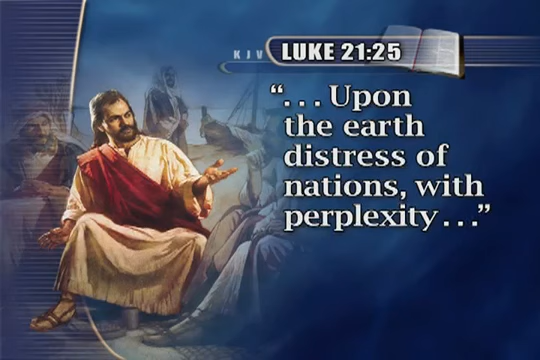 KJV LUKE 21:25
“. . . Upon
the earth
distress of
nations, with
perplexity . . .”